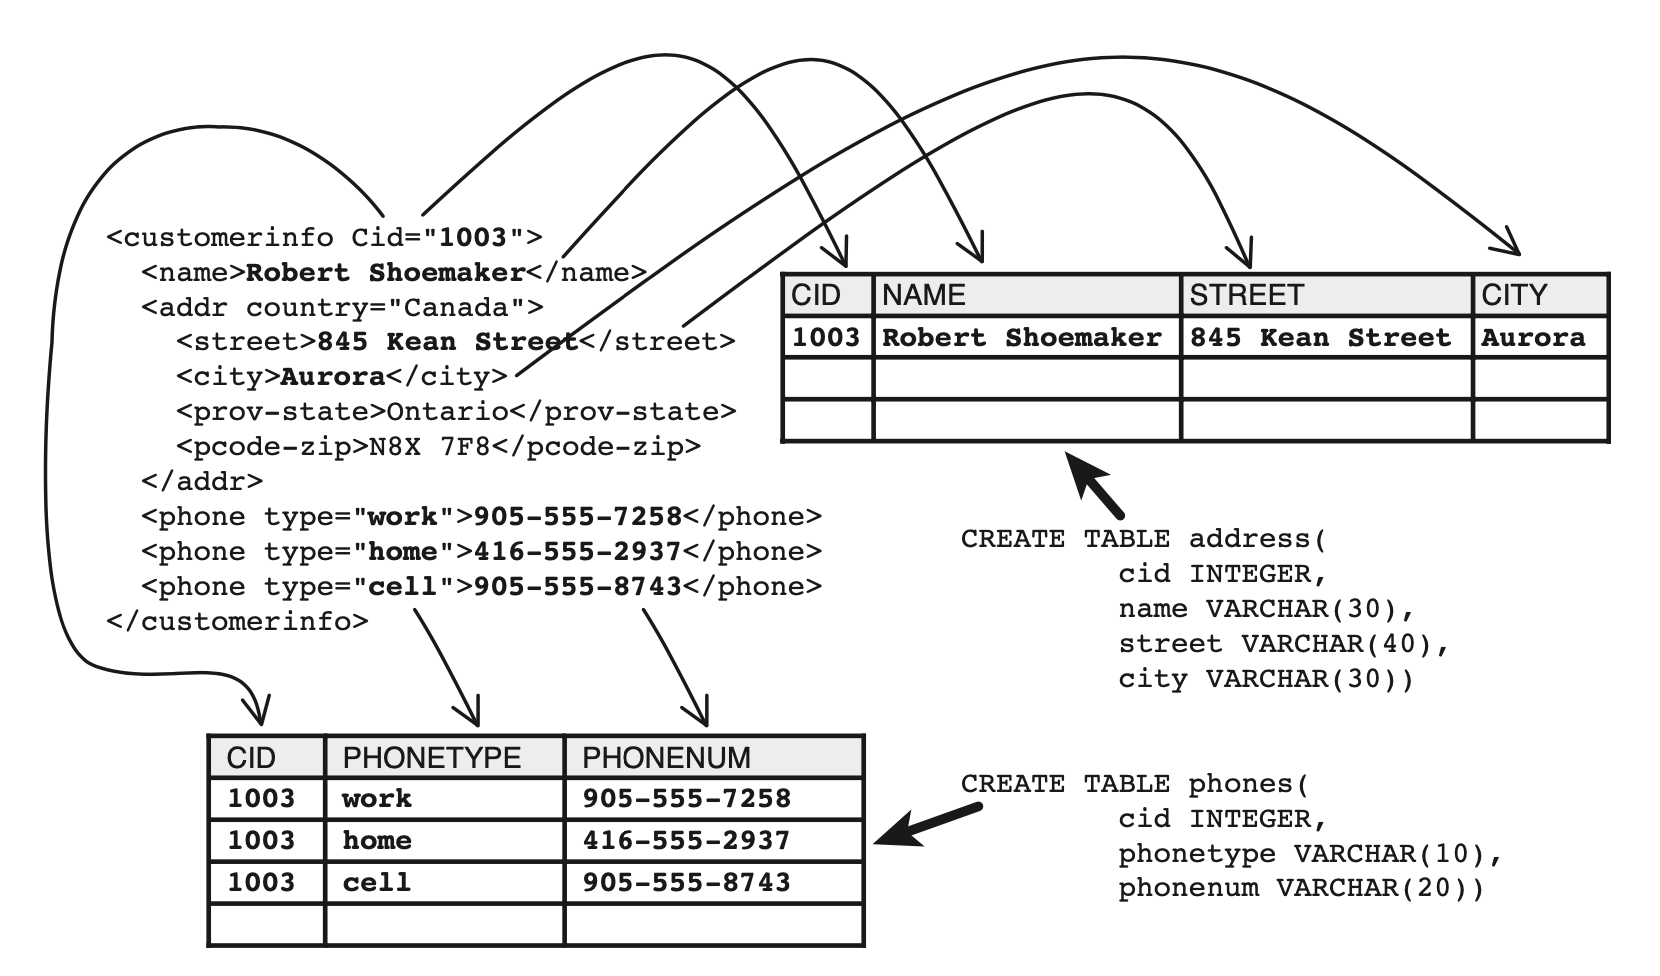 <customerinfo Cid="1003">
<name>Robert Shoemaker</name>
<addr country="Canada">
<street>845 Kean Street</street>
<city>Aurora</city>
<prov-state>Ontario</prov-state>
<pcode-zip>N8X 7F8</pcode-zip>
</addr>
<phone type="work">905-555-7258</phone>
<phone type="home">416-555-2937</phone>
<phone type="cell">905-555-8743</phone>
</customerinfo>
CID NAME STREET CITY
1003 Robert Shoemaker 845 Kean Street Aurora
CREATE TABLE address(
cid INTEGER,
name VARCHAR(30),
street VARCHAR(40),
city VARCHAR(30))
CID PHONETYPE PHONENUM
1003 work 905-555-7258
1003 home 416-555-2937
1003 cell 905-555-8743
CREATE TABLE phones(
cid INTEGER,
phonetype VARCHAR(10),
phonenum VARCHAR(20))